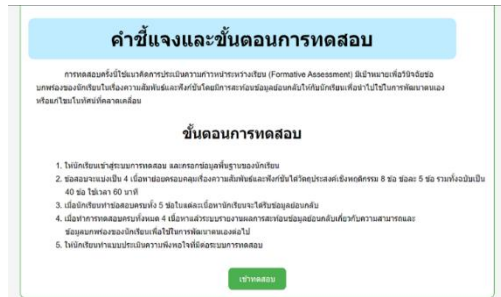 คำชี้แจงและขั้นตอนการทดสอบ
การทดสอบครั้งนี้ใช้แนวคิดการประเมินความก้าวหน้าระหว่างเรียน (Formative Assessment) มีเป้าหมายเพื่อวินิจฉัยข้อ
บกพร่องของนักเรียนในเรื่องความสัมพันธ์และฟังก์ชันโดยมีการสะท้อนข้อมูลย้อนกลับให้กับนักเรียนเพื่อนำไปใช้ในการพัฒนาตนเอง
หรือแก้ไขมโนทัศน์ที่คลาดเคลื่อน
ขั้นตอนการทดสอบ
1. ให้นักเรียนเข้าสู่ระบบการทดสอบ และกรอกข้อมูลพื้นฐานของนักเรียน
2. ข้อสอบจะแบ่งเป็น 4 เนื้อหาย่อยครอบคลุมเรื่องความสัมพันธ์และฟังก์ชันได้วัตถุประสงค์เชิงพฤติกรรม 8 ข้อ ข้อละ 5 ข้อ รวมทั้งฉบับเป็น
40 ข้อ ใช้เวลา 60 นาที
3. เมื่อนักเรียนทำข้อสอบครบทั้ง 5 ข้อในแต่ละเนื้อหานักเรียนจะได้รับข้อมูลย้อนกลับ
4. เมื่อทำการทดสอบครบทั้งหมด 4 เนื้อหาแล้วระบบรายงานผลการสะท้อนข้อมูลย้อนกลับเกี่ยวกับความสามารถและ
ข้อมูลบกพร่องของนักเรียนเพื่อใช้ในการพัฒนาตนเองต่อไป
5. ให้นักเรียนทำแบบประเมินความพึงพอใจที่มีต่อระบบการทดสอบ
เข้าทดสอบ